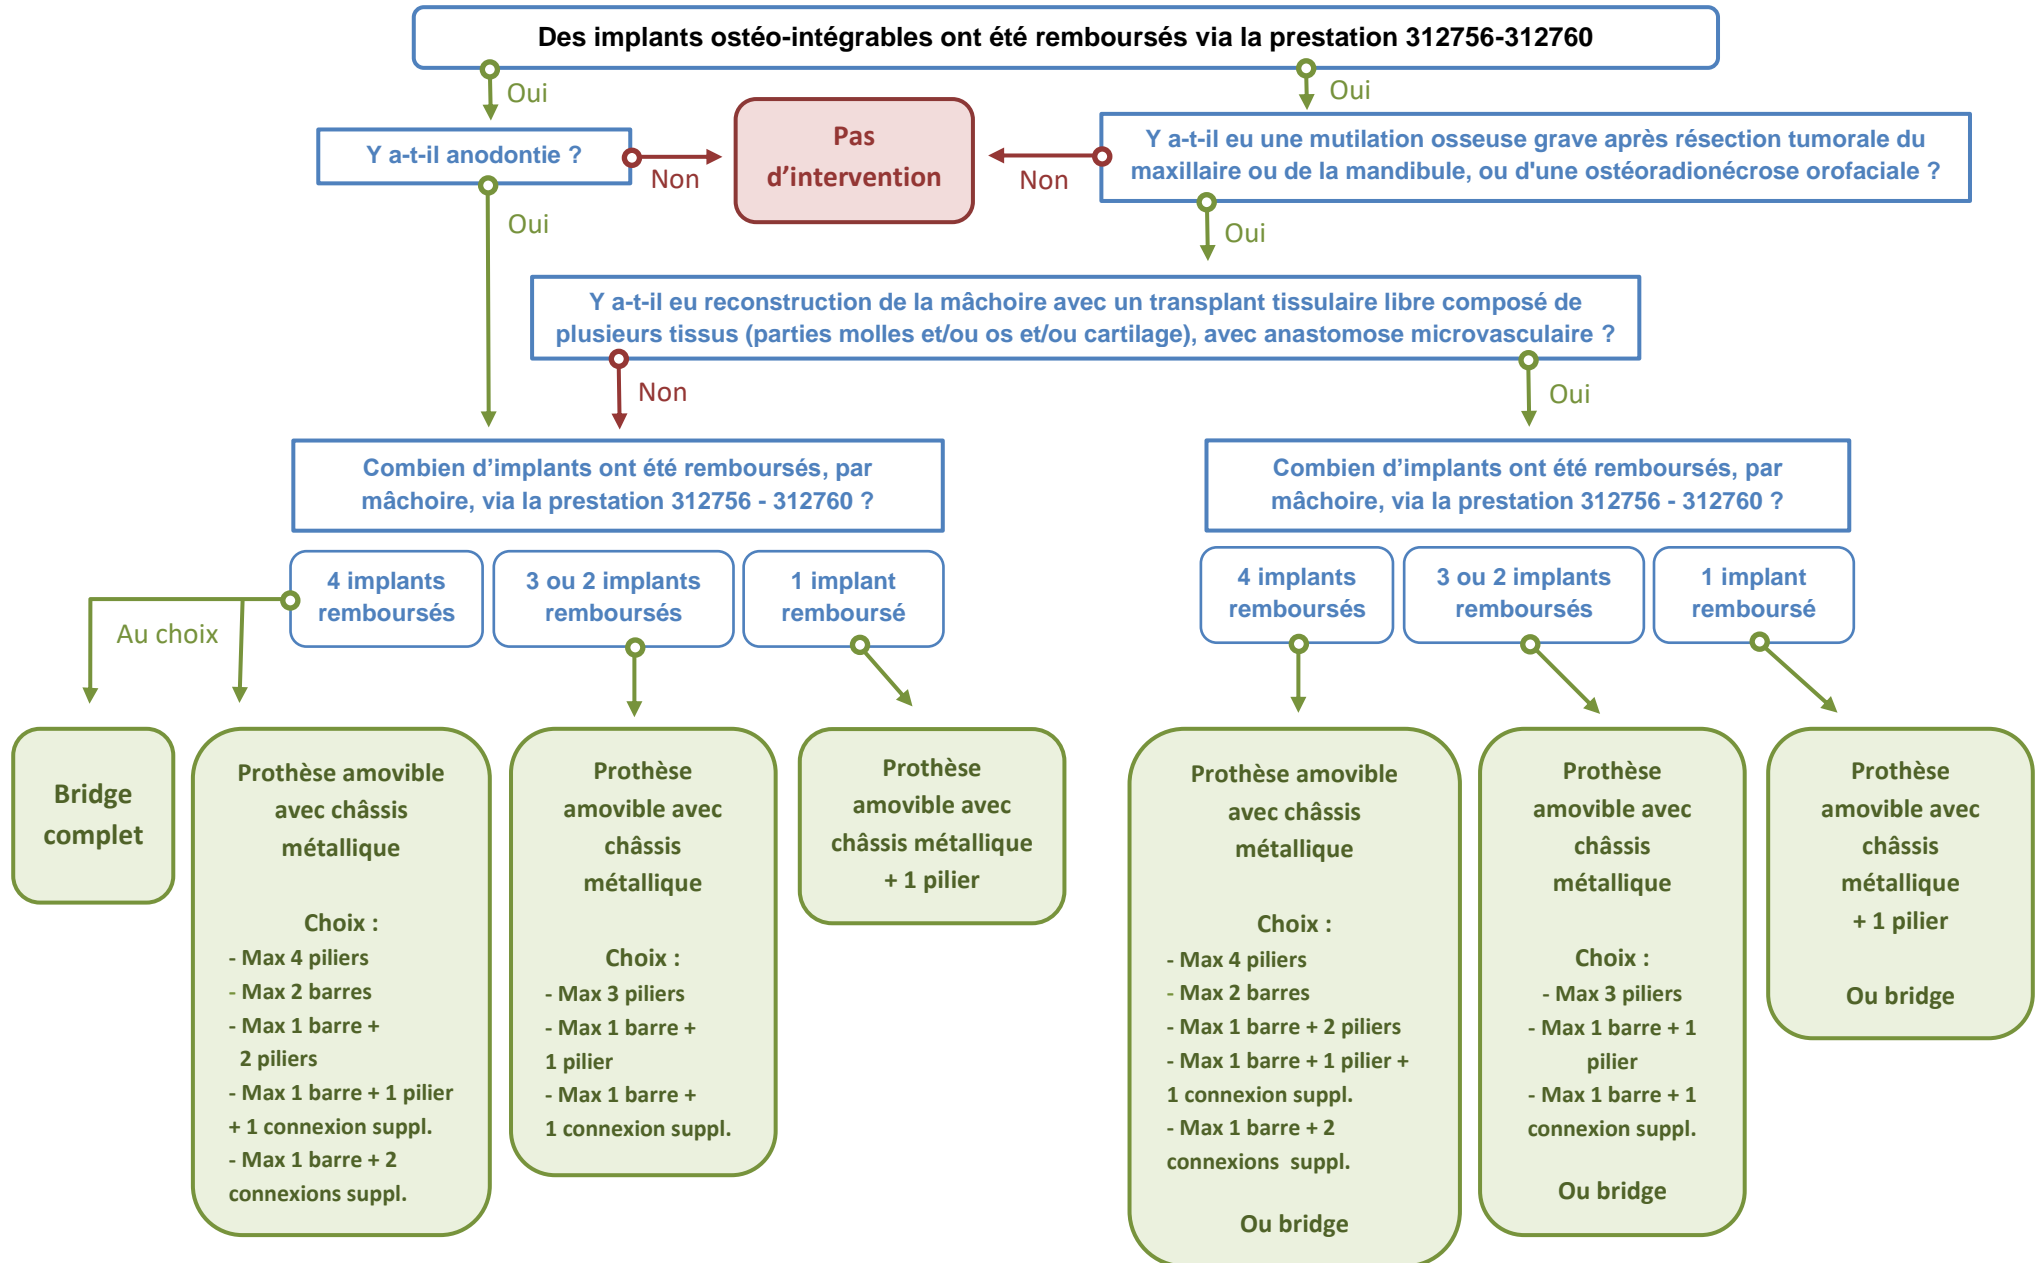 Des implants ostéo-intégrables ont été remboursés via la prestation 312756-312760
Oui
Oui
Y a-t-il anodontie ?
Non
Pas
d’intervention
Non
Y a-t-il eu une mutilation osseuse grave après résection tumorale du
maxillaire ou de la mandibule, ou d'une ostéoradionécrose orofaciale ?
Oui
Oui
Y a-t-il eu reconstruction de la mâchoire avec un transplant tissulaire libre composé de
plusieurs tissus (parties molles et/ou os et/ou cartilage), avec anastomose microvasculaire ?
Non
Oui
Combien d’implants ont été remboursés, par
mâchoire, via la prestation 312756 - 312760 ?
Combien d’implants ont été remboursés, par
mâchoire, via la prestation 312756 - 312760 ?
4 implants
remboursés
3 ou 2 implants
remboursés
1 implant
remboursé
4 implants
remboursés
3 ou 2 implants
remboursés
1 implant
remboursé
Au choix
Bridge
complet
Prothèse amovible
avec châssis
métallique
Choix :
- Max 4 piliers
- Max 2 barres
- Max 1 barre +
2 piliers
- Max 1 barre + 1 pilier
+ 1 connexion suppl.
- Max 1 barre + 2
connexions suppl.
Prothèse
amovible avec
châssis
métallique
Choix :
- Max 3 piliers
- Max 1 barre +
1 pilier
- Max 1 barre +
1 connexion suppl.
Prothèse
amovible avec
châssis métallique
+ 1 pilier
Prothèse amovible
avec châssis
métallique
Choix :
- Max 4 piliers
- Max 2 barres
- Max 1 barre + 2 piliers
- Max 1 barre + 1 pilier +
1 connexion suppl.
- Max 1 barre + 2
connexions suppl.
Ou bridge
Prothèse
amovible avec
châssis
métallique
Choix :
- Max 3 piliers
- Max 1 barre + 1
pilier
- Max 1 barre + 1
connexion suppl.
Ou bridge
Prothèse
amovible avec
châssis
métallique
+ 1 pilier
Ou bridge